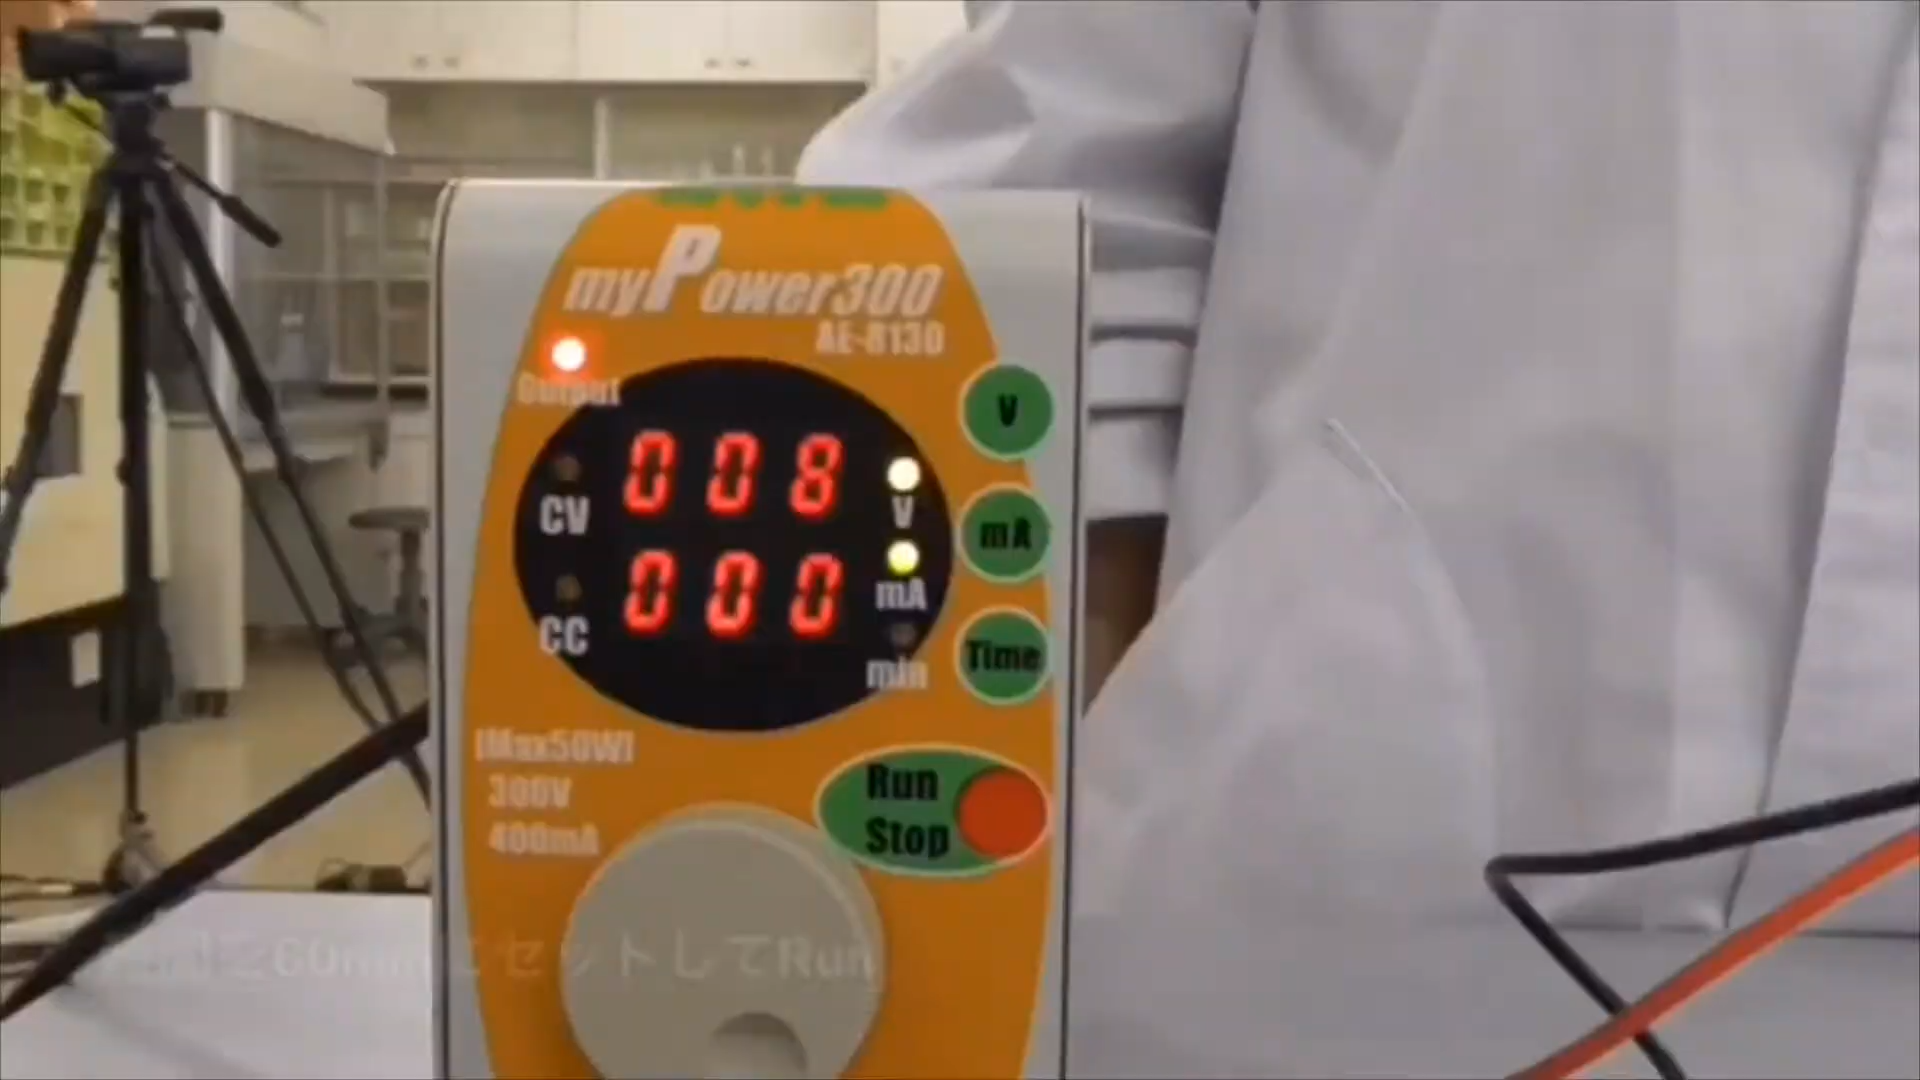 myPower300
AE-8130
Output
008
V
CV
V
000
mA
mA
CC
min
Time
[Max50W]
300V
400mA
Run
Stop
にセットしてRun